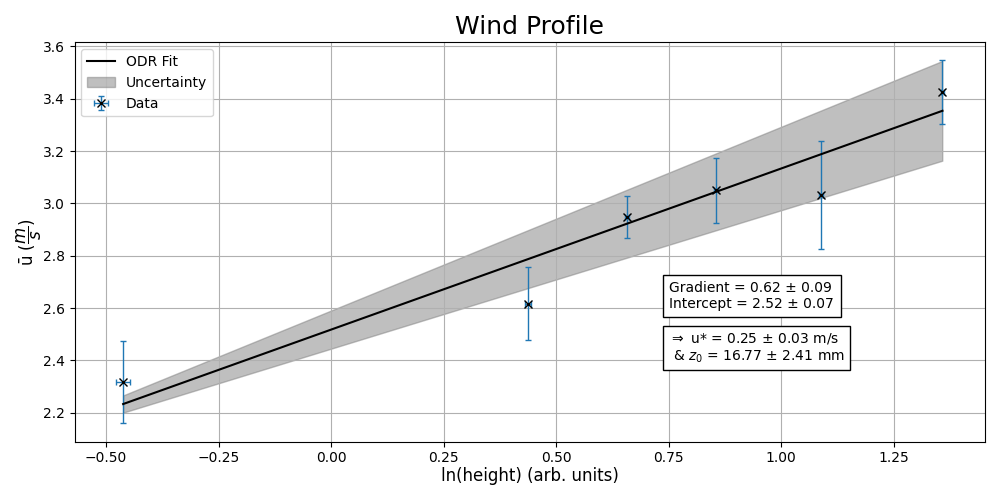 Wind Profile
ODR Fit
Uncertainty
Data
3.6
3.4
3.2
3.0
2.8
2.6
2.4
2.2
ū (m/s)
Gradient = 0.62 ± 0.09
Intercept = 2.52 ± 0.07
⇒ u* = 0.25 ± 0.03 m/s
& z₀ = 16.77 ± 2.41 mm
−0.50 −0.25 0.00 0.25 0.50 0.75 1.00 1.25
ln(height) (arb. units)